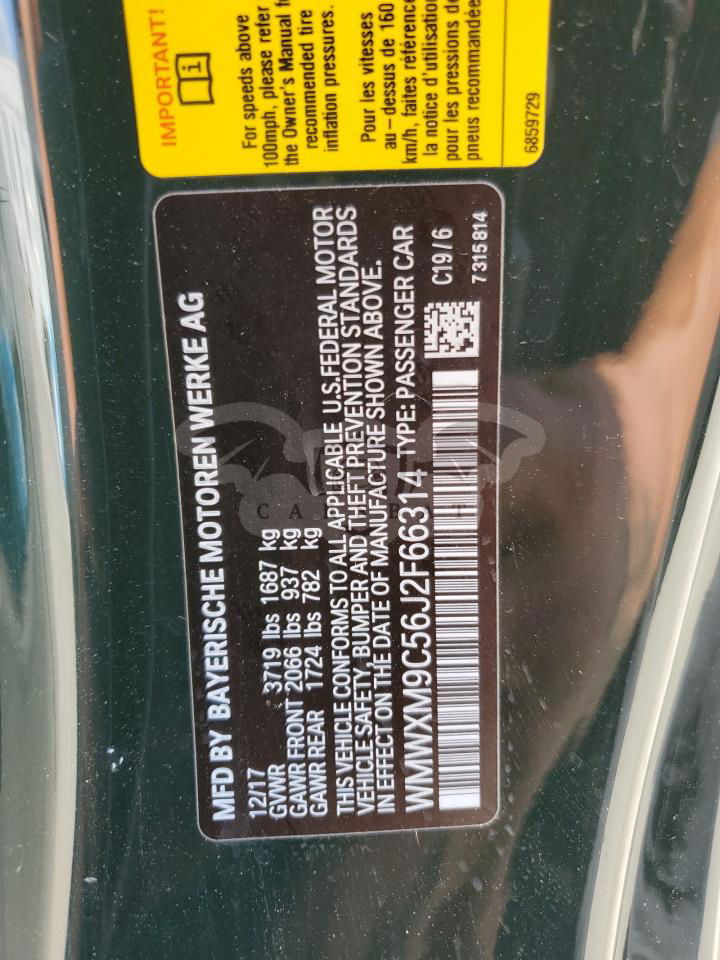 MFD BY BAYERISCHE MOTOREN WERKE AG
12/17
GVWR 3719 lbs 1687 kg
GAWR FRONT 2066 lbs 937 kg
GAWR REAR 1724 lbs 782 kg
THIS VEHICLE CONFORMS TO ALL APPLICABLE U.S.FEDERAL MOTOR
VEHICLE SAFETY, BUMPER AND THEFT PREVENTION STANDARDS
IN EFFECT ON THE DATE OF MANUFACTURE SHOWN ABOVE.
WMWXM9C56J2F66314 TYPE: PASSENGER CAR
C19/6
7315814
IMPORTANT!
For speeds above
100mph, please refer
the Owner's Manual
recommended tire
inflation pressures.
Pour les vitesses
au-dessus de 160
km/h, faites
la notice d'utilisation
pour les pressions
pneus
6859729